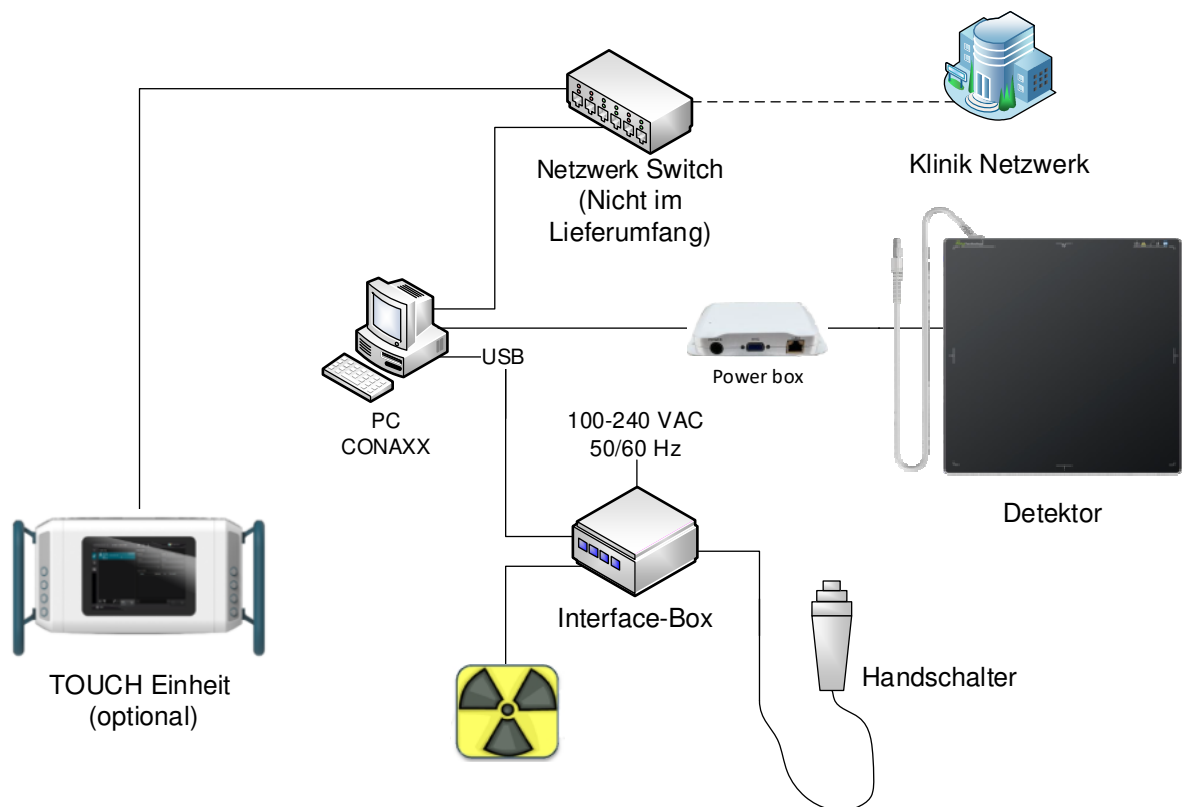 Netzwerk Switch
(Nicht im
Lieferumfang)
Klinik Netzwerk
USB
PC
CONAXX
Power box
100-240 VAC
50/60 Hz
Detektor
Interface-Box
Handschalter
TOUCH Einheit
(optional)